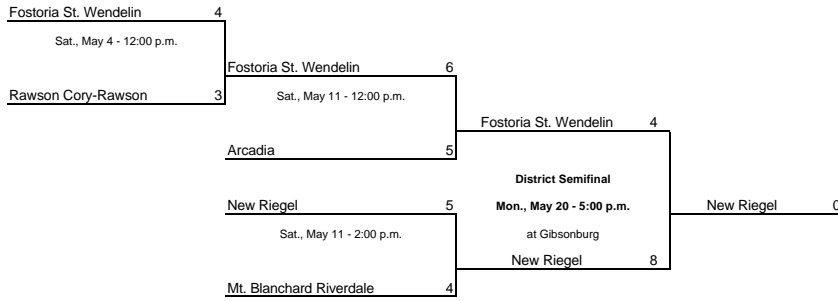 Fostoria St. Wendelin 4
Sat., May 4 - 12:00 p.m.
Fostoria St. Wendelin 6
Rawson Cory-Rawson 3
Sat., May 11 - 12:00 p.m.
Fostoria St. Wendelin 4
Arcadia 5
District Semifinal
New Riegel 5
Mon., May 20 - 5:00 p.m.
New Riegel 0
Sat., May 11 - 2:00 p.m.
at Gibsonburg
New Riegel 8
Mt. Blanchard Riverdale 4